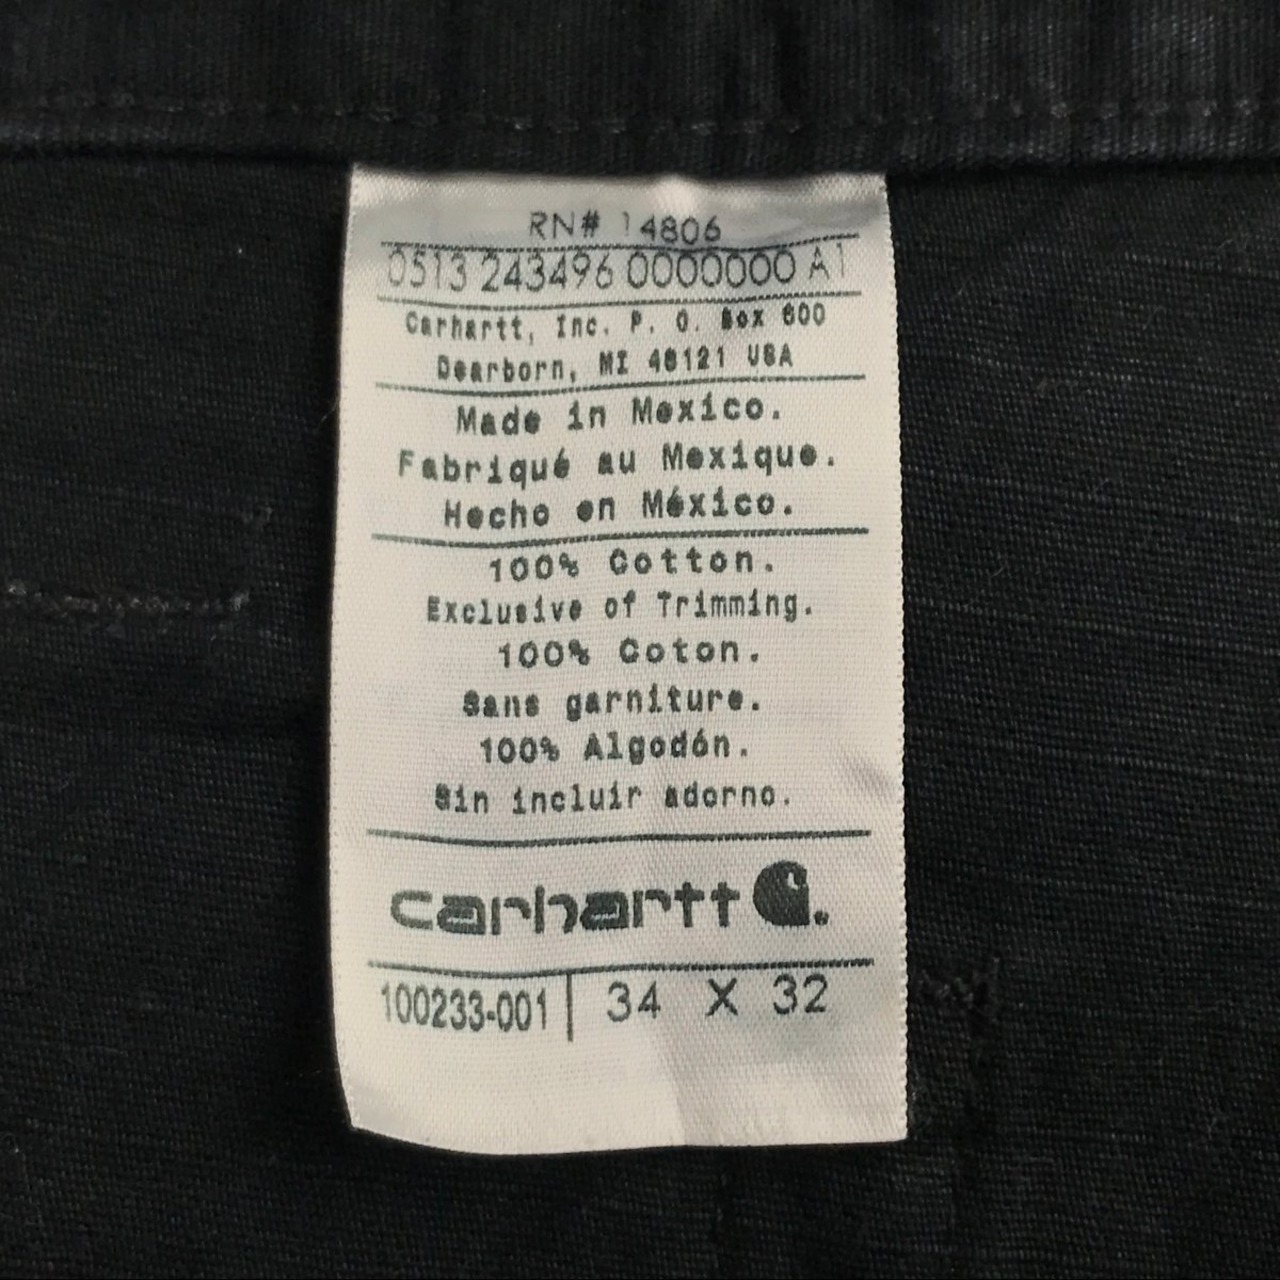 RN# 14806
0513 243496 0000000 A1
Carhartt, Inc. P. O. Box 600
Dearborn, MI 48121 USA
Made in Mexico.
Fabriqué au Mexique.
Hecho en México.
100% Cotton.
Exclusive of Trimming.
100% Coton.
Sans garniture.
100% Algodón.
Sin incluir adorno.
carhartt
100233-001 | 34 X 32